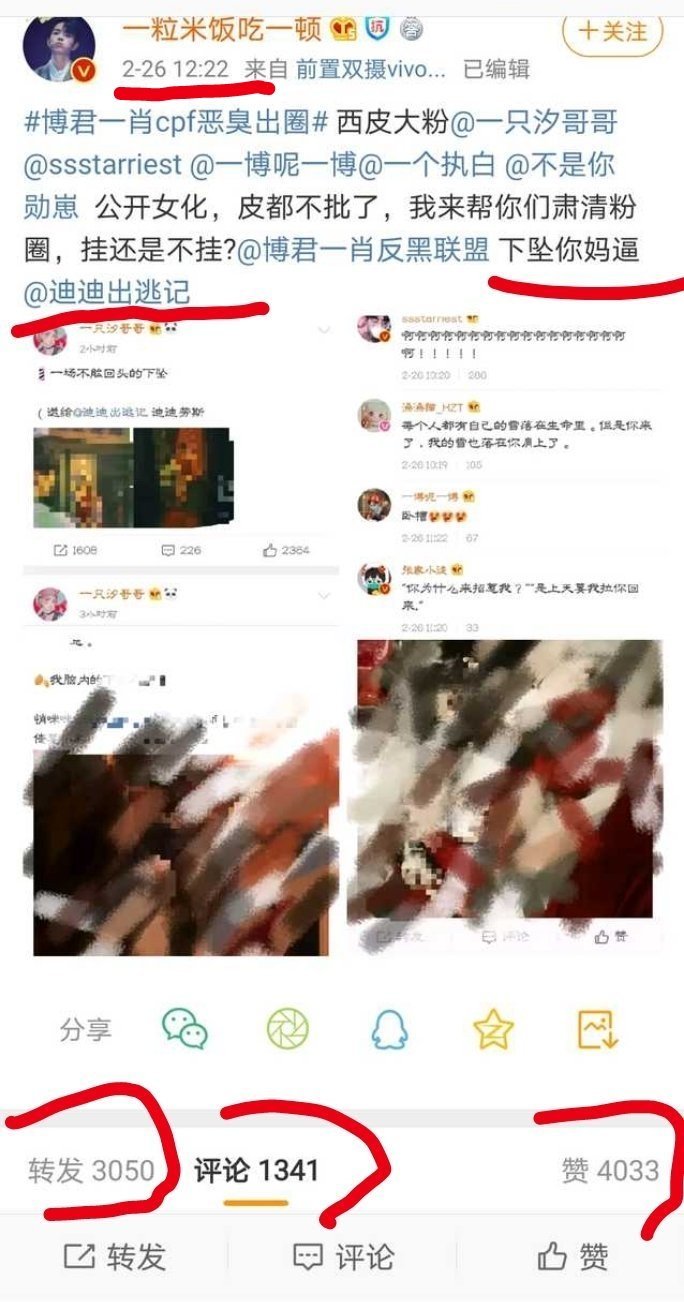 一粒米饭吃一顿
抗
+关注
2-26 12:22 来自 前置双摄vivo... 已编辑
#博君一肖cpf恶臭出圈# 西皮大粉@一只汐哥哥
@ssstarriest @一博呢一博@一个执白 @不是你
勋崽 公开女化，皮都不批了，我来帮你们肃清粉
圈，挂还是不挂?@博君一肖反黑联盟 下坠你妈逼
@迪迪出逃记
一只汐哥哥
2小时前
一场不能回头的下坠
（送给@迪迪出逃记 迪迪劳斯
1608 226 2364
一只汐哥哥
3小时前
我脑内的下
ssstarriest
啊啊啊啊啊啊啊啊啊啊啊啊啊啊啊啊啊
啊！！！！！
2-26 10:20 280
涌涌猫_HZT
每个人都有自己的雪落在生命里。但是你来
了，我的雪也落在你肩上了。
2-26 10:19 105
一博呢一博
卧槽
2-26 11:22 67
张家小这
“你为什么来招惹我？”“是上天要我拉你回
来。”
2-26 11:20 33
转发 评论 赞
分享
转发 3050 评论 1341 赞 4033
转发 评论 赞